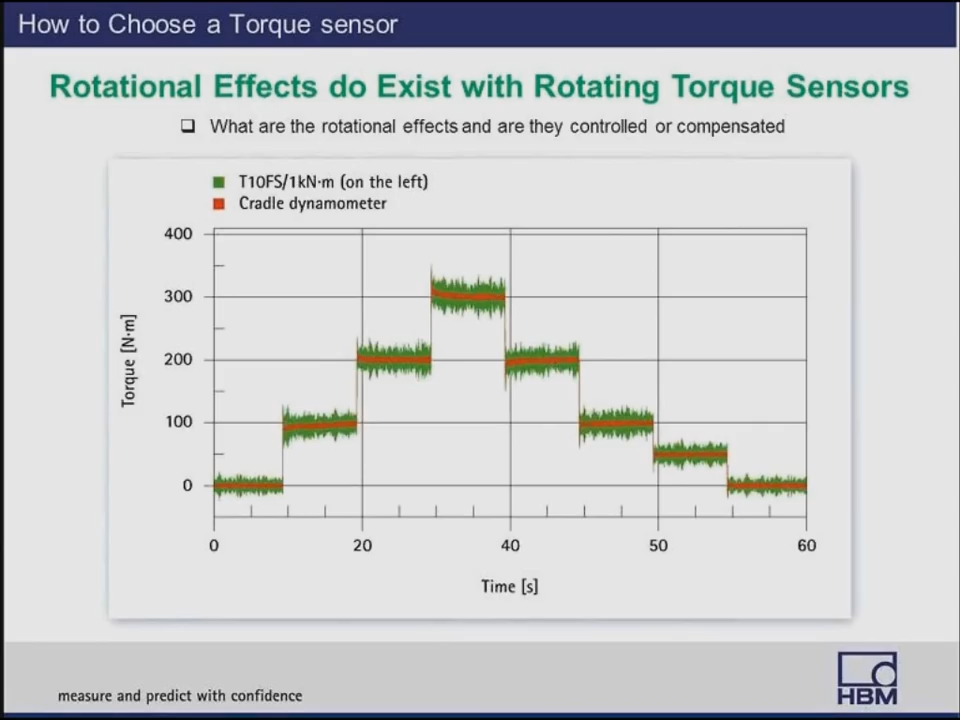 How to Choose a Torque sensor
Rotational Effects do Exist with Rotating Torque Sensors
What are the rotational effects and are they controlled or compensated
T10FS/1kN·m (on the left)
Cradle dynamometer
400
300
200
100
0
Torque [N·m]
0 20 40 50 60
Time [s]
measure and predict with confidence
HBM